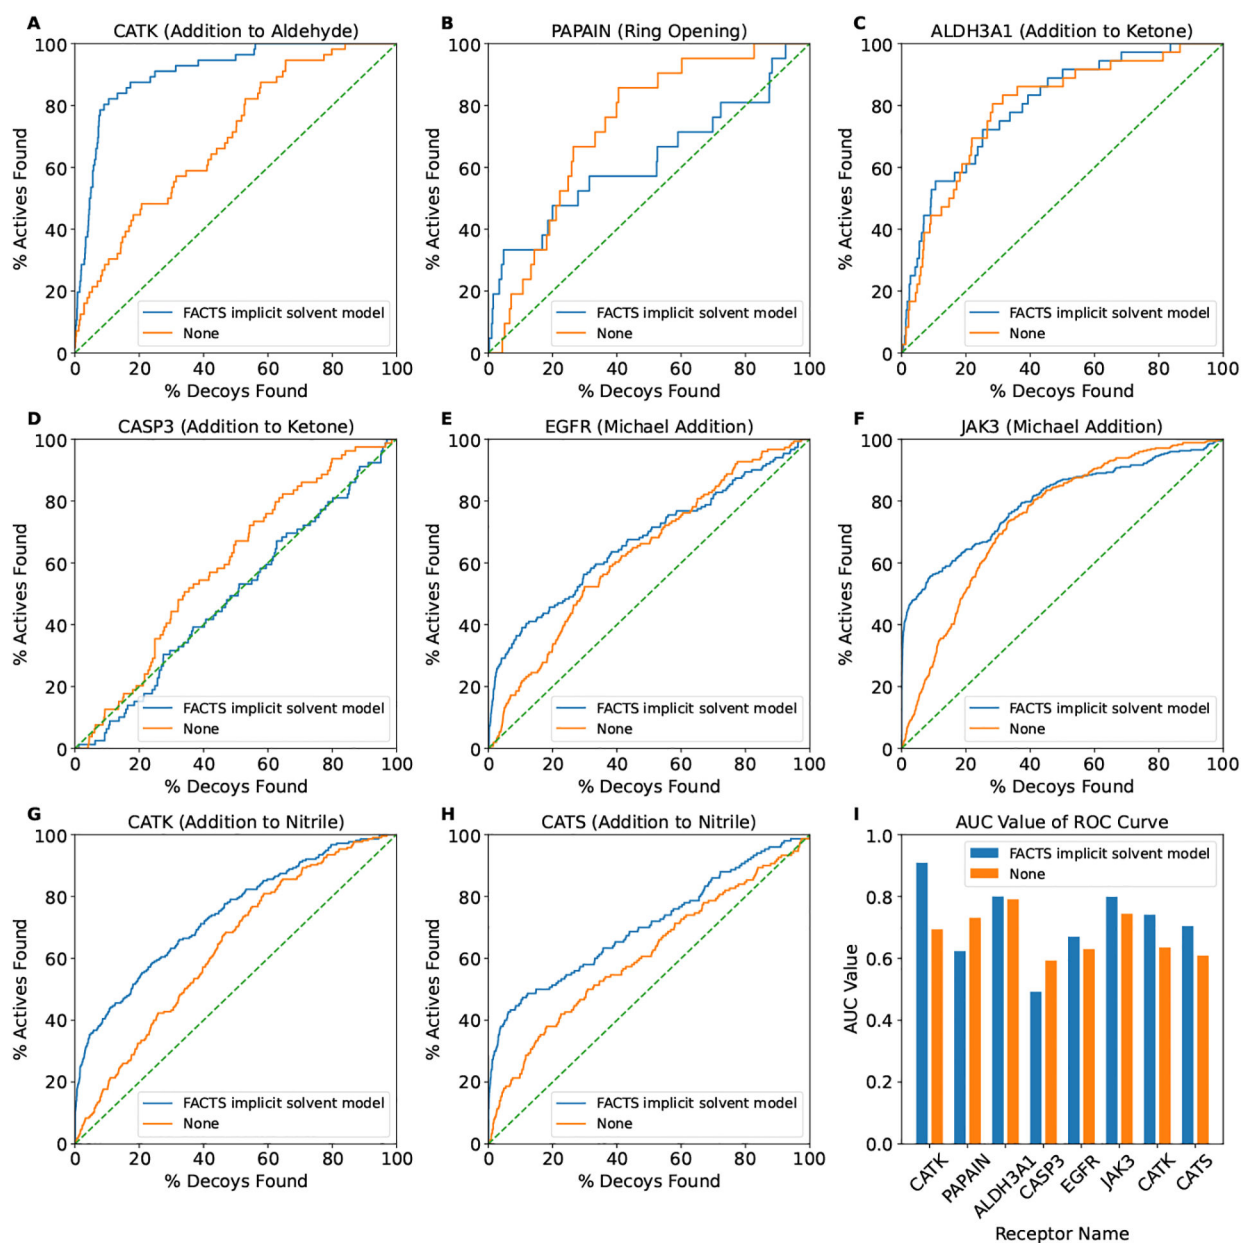 A
CATK (Addition to Aldehyde)
% Actives Found
100
80
60
40
20
0
FACTS implicit solvent model
None
0 20 40 60 80 100
% Decoys Found
B
PAPAIN (Ring Opening)
% Actives Found
100
80
60
40
20
0
FACTS implicit solvent model
None
0 20 40 60 80 100
% Decoys Found
C
ALDH3A1 (Addition to Ketone)
% Actives Found
100
80
60
40
20
0
FACTS implicit solvent model
None
0 20 40 60 80 100
% Decoys Found
D
CASP3 (Addition to Ketone)
% Actives Found
100
80
60
40
20
0
FACTS implicit solvent model
None
0 20 40 60 80 100
% Decoys Found
E
EGFR (Michael Addition)
% Actives Found
100
80
60
40
20
0
FACTS implicit solvent model
None
0 20 40 60 80 100
% Decoys Found
F
JAK3 (Michael Addition)
% Actives Found
100
80
60
40
20
0
FACTS implicit solvent model
None
0 20 40 60 80 100
% Decoys Found
G
CATK (Addition to Nitrile)
% Actives Found
100
80
60
40
20
0
FACTS implicit solvent model
None
0 20 40 60 80 100
% Decoys Found
H
CATS (Addition to Nitrile)
% Actives Found
100
80
60
40
20
0
FACTS implicit solvent model
None
0 20 40 60 80 100
% Decoys Found
I
AUC Value of ROC Curve
AUC Value
1.0
0.8
0.6
0.4
0.2
0.0
FACTS implicit solvent model
None
CATK PAPAIN ALDH3A1 CASP3 EGFR JAK3 CATK CATS
Receptor Name